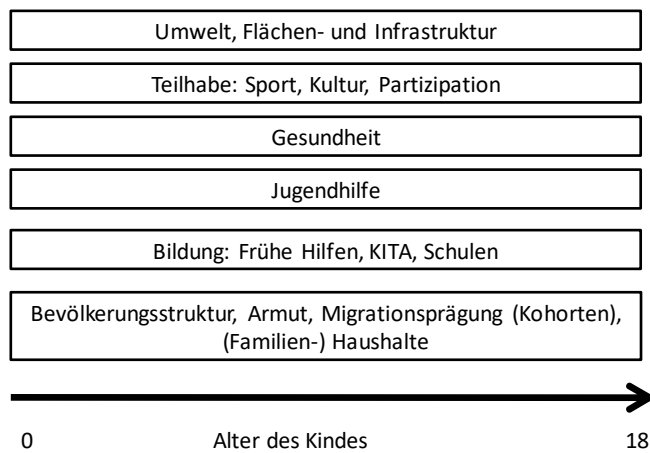 Umwelt, Flächen- und Infrastruktur
Teilhabe: Sport, Kultur, Partizipation
Gesundheit
Jugendhilfe
Bildung: Frühe Hilfen, KITA, Schulen
Bevölkerungsstruktur, Armut, Migrationsprägung (Kohorten),
(Familien-) Haushalte
0 Alter des Kindes 18